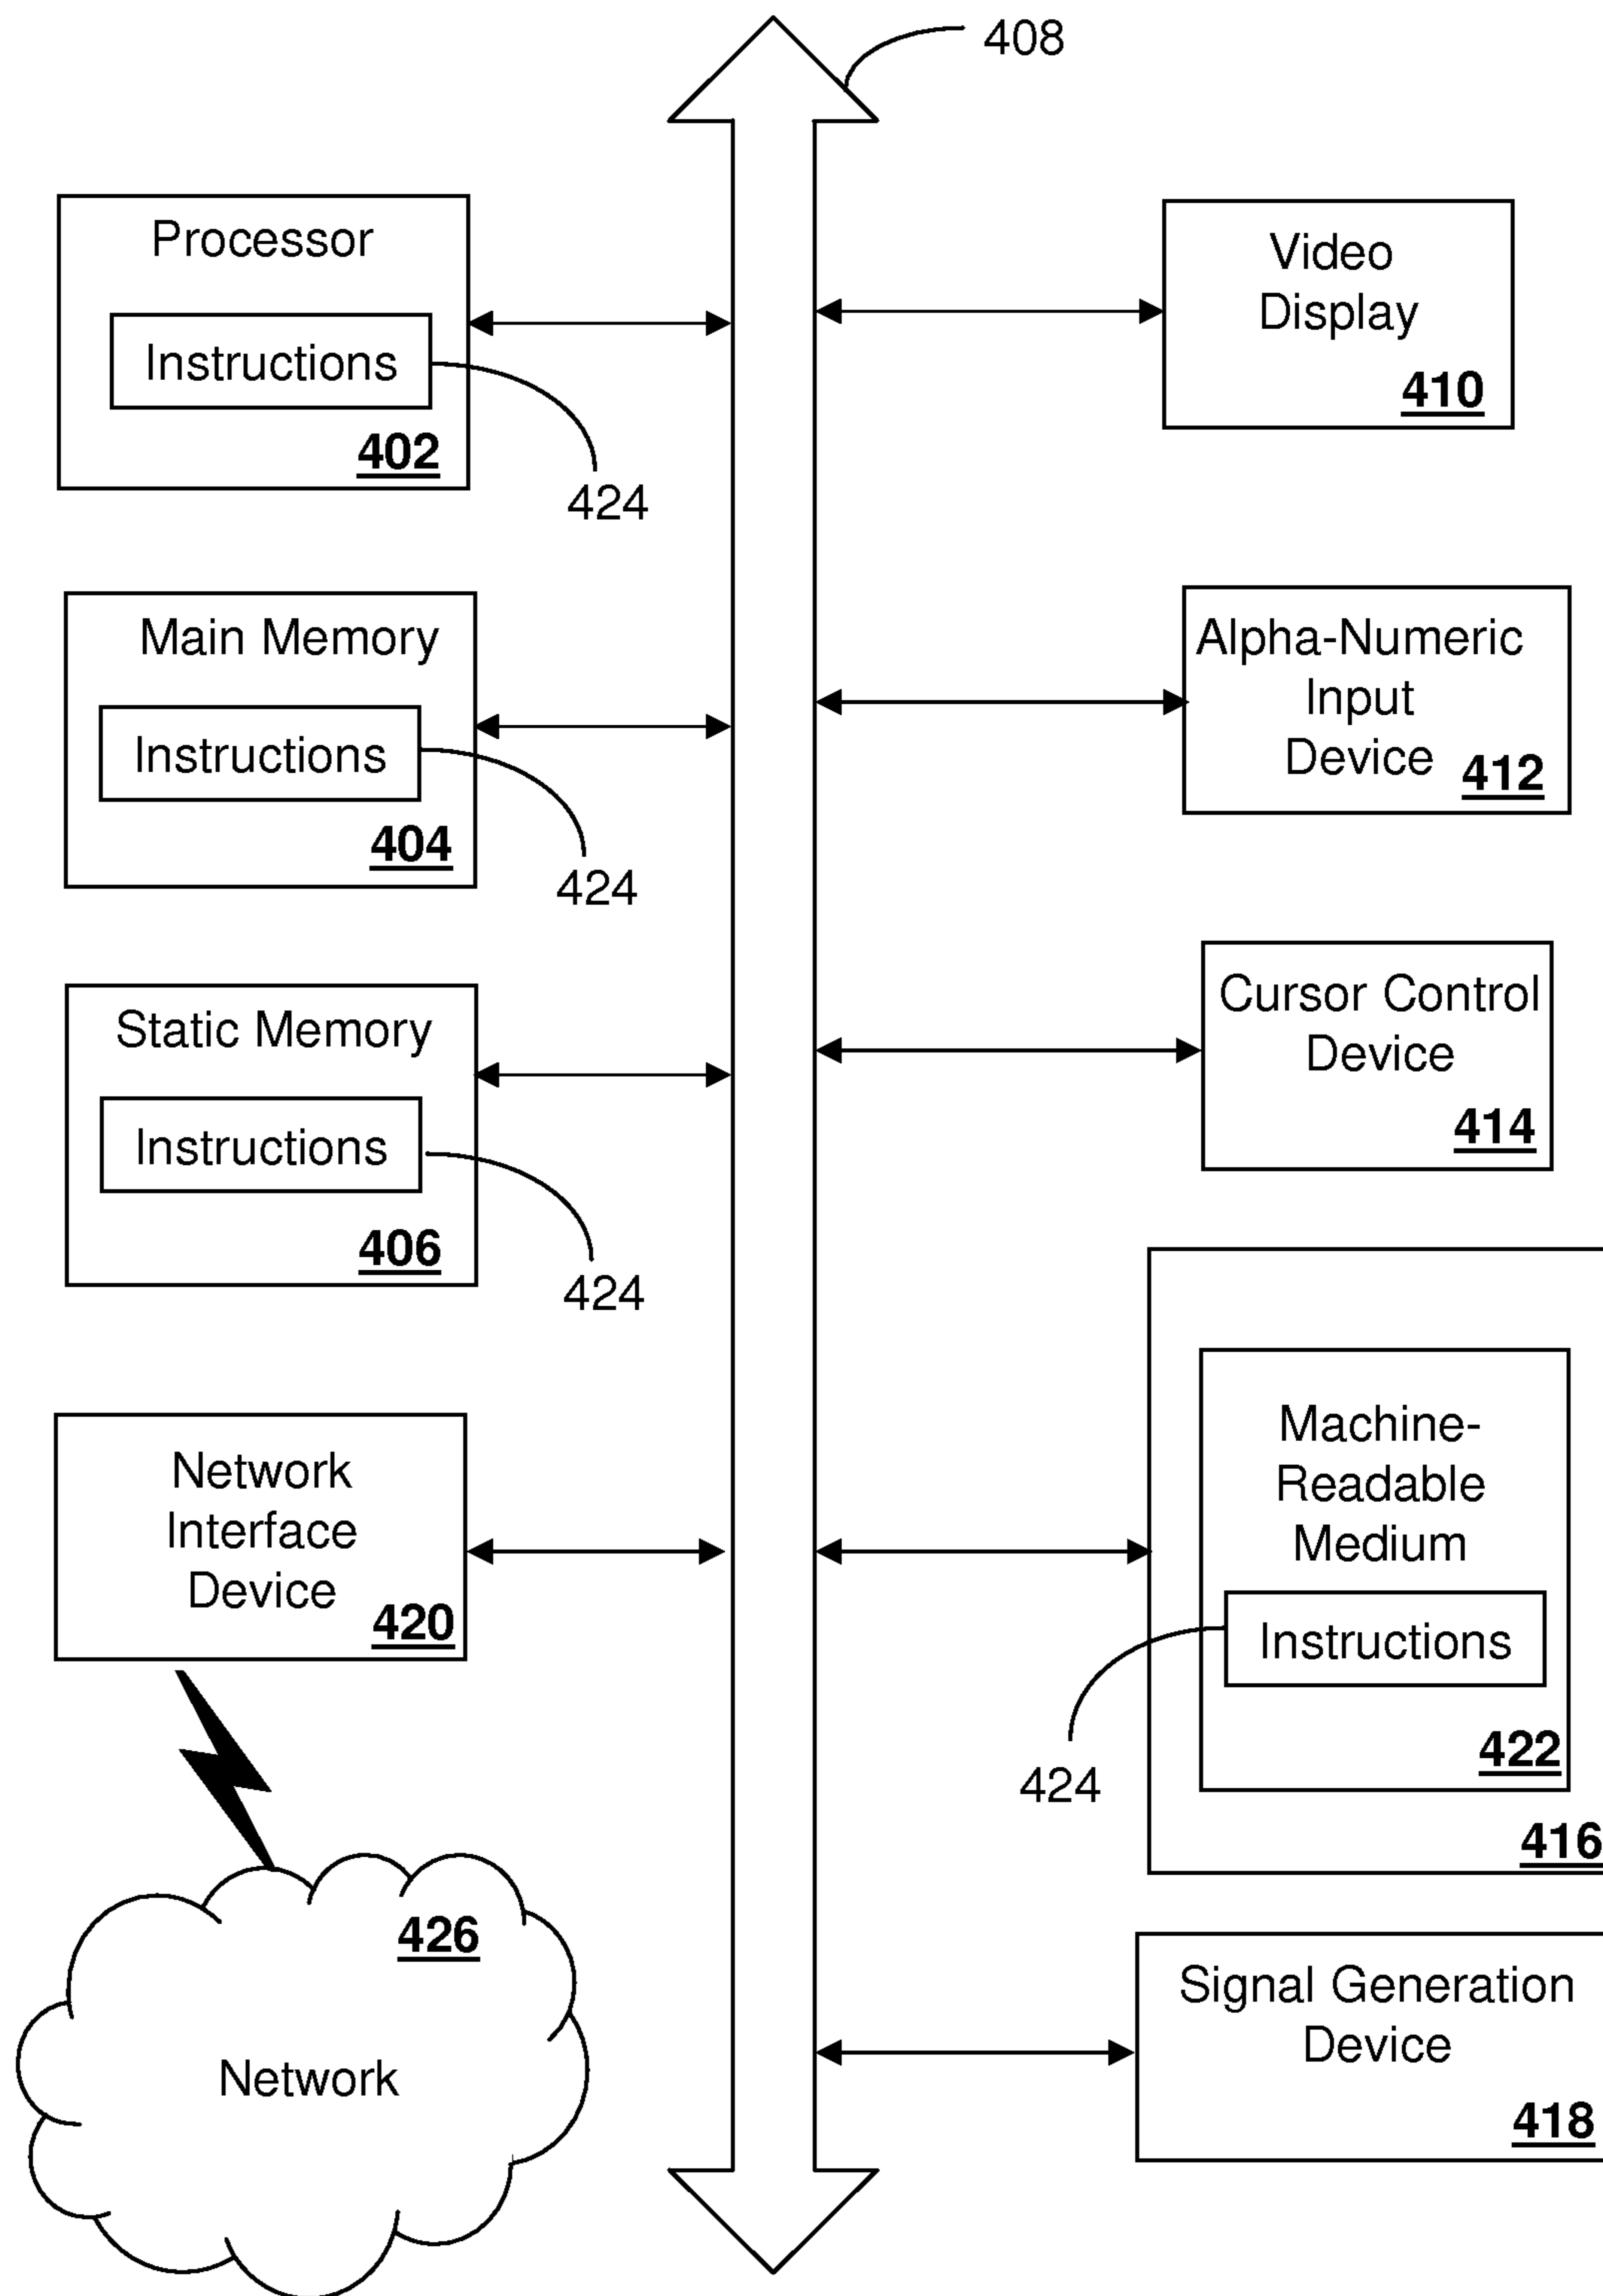 408
Processor
Instructions
402
424
Main Memory
Instructions
404
424
Static Memory
Instructions
406
424
Network
Interface
Device
420
426
Network
Video
Display
410
Alpha-Numeric
Input
Device
412
Cursor Control
Device
414
Machine-
Readable
Medium
Instructions
422
424
416
Signal Generation
Device
418